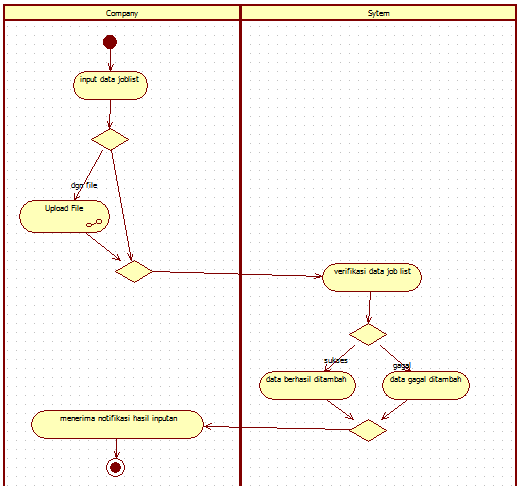 Company
Sytem
input data joblist
dgn file
Upload File
verifikasi data job list
sukses
gagal
data berhasil ditambah
data gagal ditambah
menerima notifikasi hasil inputan